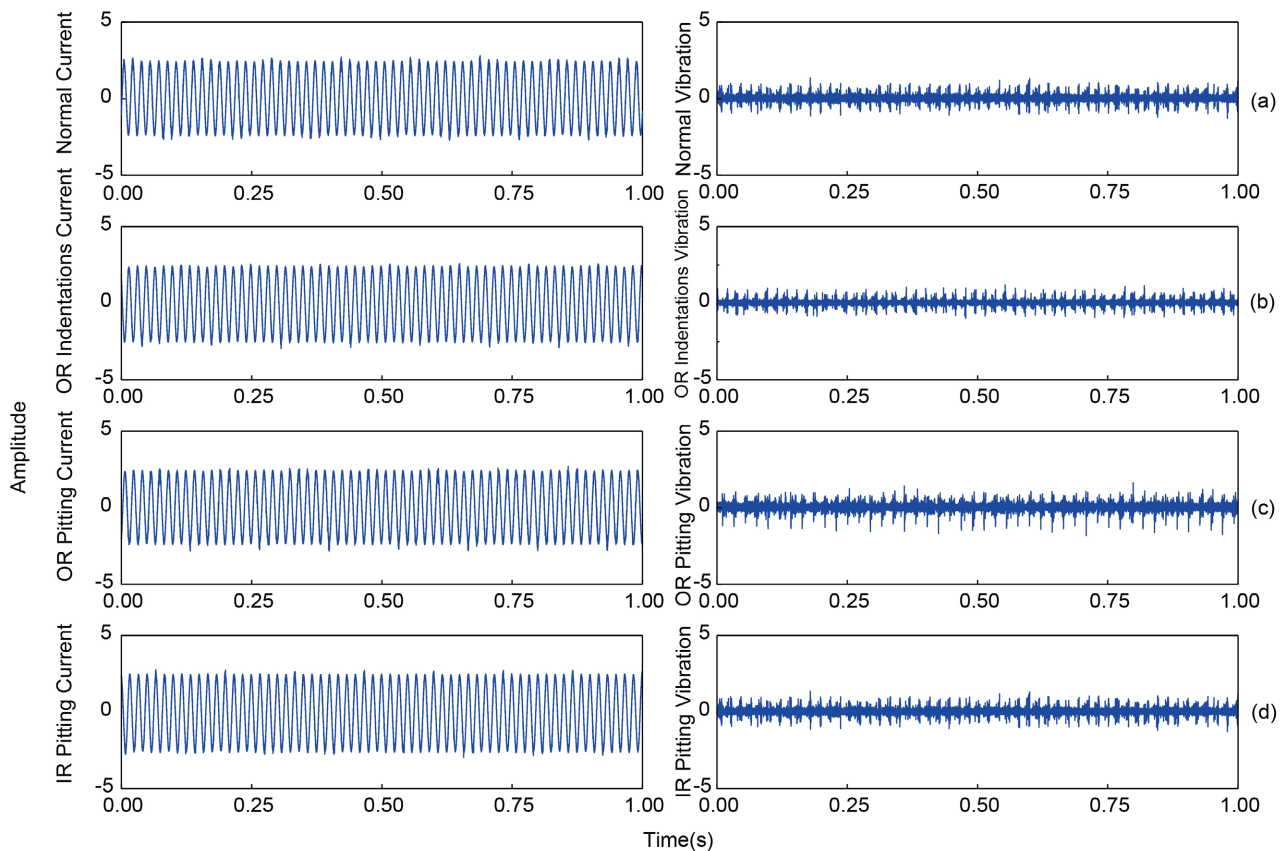 Amplitude
Normal Current
5
0
-5
0.00 0.25 0.50 0.75 1.00
Normal Vibration
5
0
-5
0.00 0.25 0.50 0.75 1.00
(a)
OR Indentations Current
5
0
-5
0.00 0.25 0.50 0.75 1.00
OR Indentations Vibration
5
0
-5
0.00 0.25 0.50 0.75 1.00
(b)
OR Pitting Current
5
0
-5
0.00 0.25 0.50 0.75 1.00
OR Pitting Vibration
5
0
-5
0.00 0.25 0.50 0.75 1.00
(c)
IR Pitting Current
5
0
-5
0.00 0.25 0.50 0.75 1.00
IR Pitting Vibration
5
0
-5
0.00 0.25 0.50 0.75 1.00
(d)
Time(s)